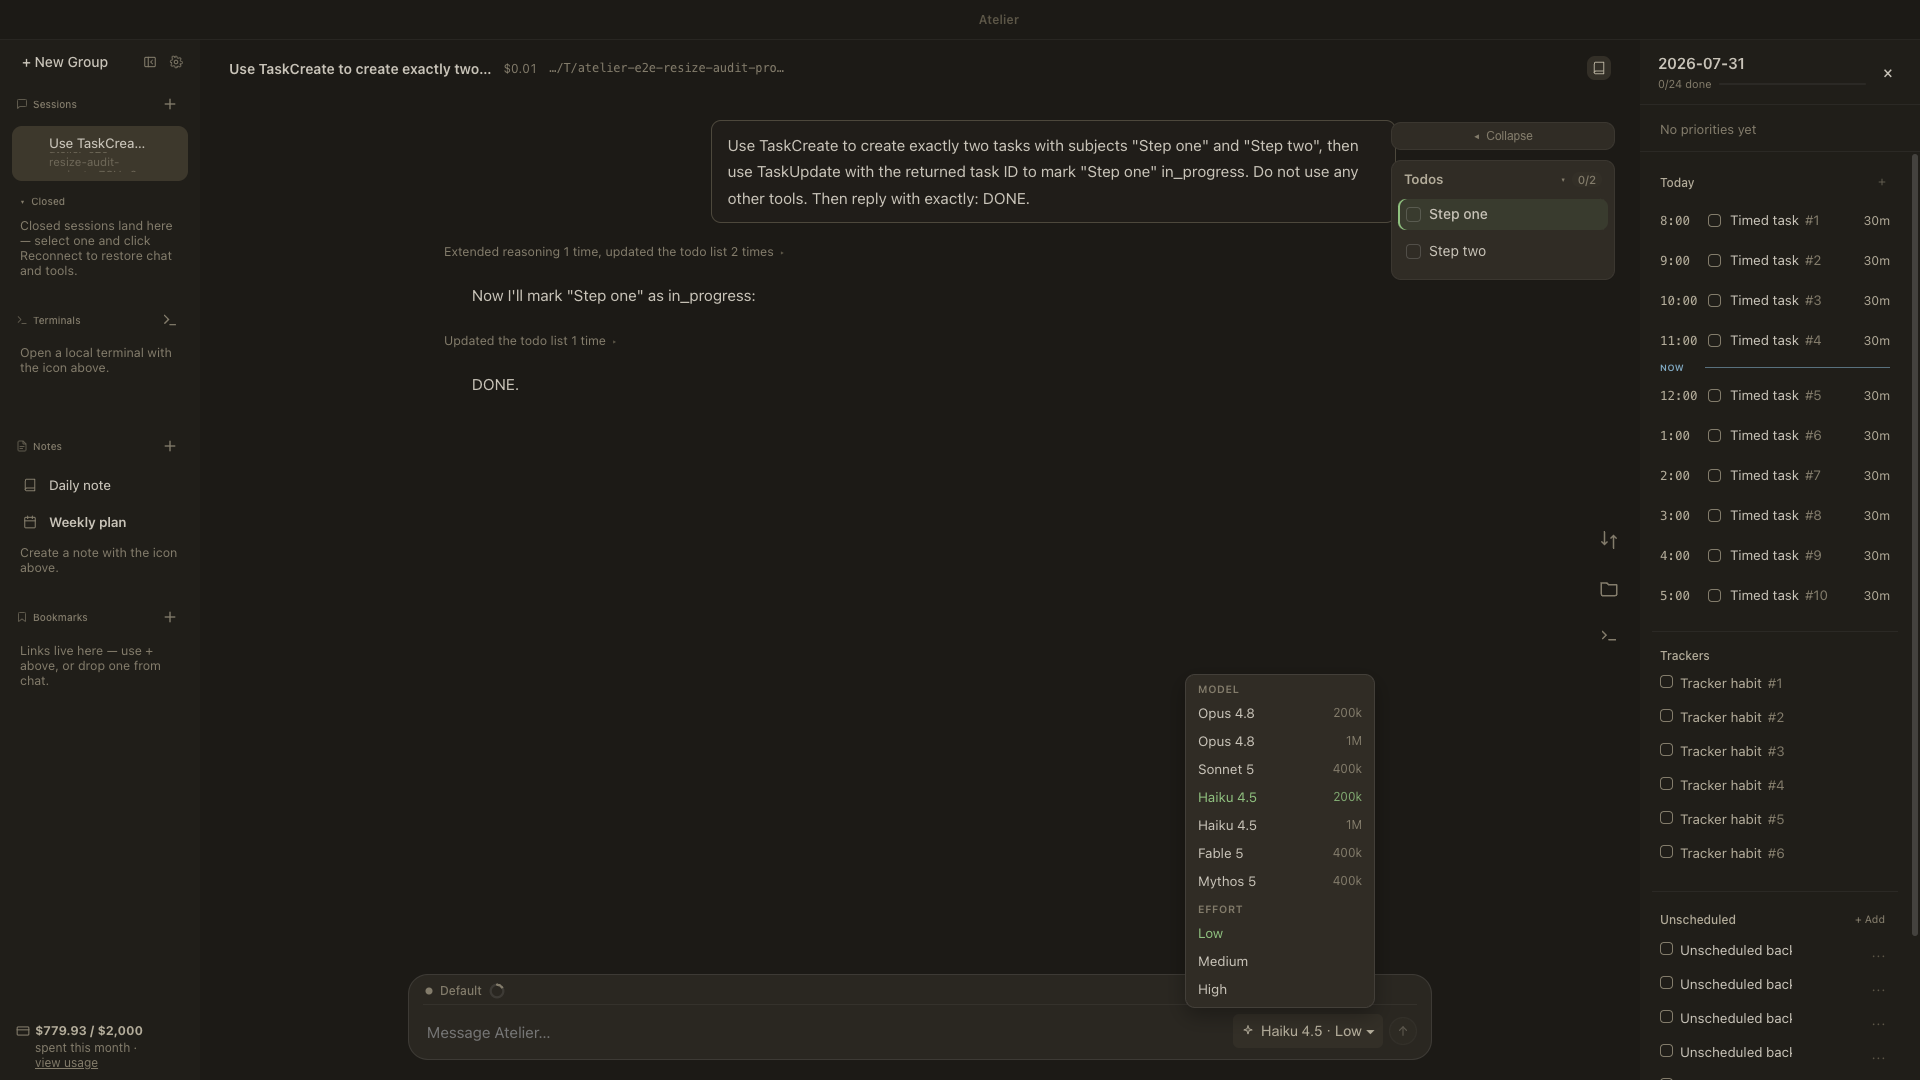 Atelier
+ New Group
Sessions
Use TaskCrea...
resize-audit-
Closed
Closed sessions land here
— select one and click
Reconnect to restore chat
and tools.
Terminals
Open a local terminal with
the icon above.
Notes
Daily note
Weekly plan
Create a note with the icon
above.
Bookmarks
Links live here — use +
above, or drop one from
chat.
$779.93 / $2,000
spent this month ·
view usage
Use TaskCreate to create exactly two... $0.01 …/T/atelier-e2e-resize-audit-pro…
Use TaskCreate to create exactly two tasks with subjects "Step one" and "Step two", then
use TaskUpdate with the returned task ID to mark "Step one" in_progress. Do not use any
other tools. Then reply with exactly: DONE.
Extended reasoning 1 time, updated the todo list 2 times
Now I'll mark "Step one" as in_progress:
Updated the todo list 1 time
DONE.
Collapse
Todos 0/2
Step one
Step two
MODEL
Opus 4.8 200k
Opus 4.8 1M
Sonnet 5 400k
Haiku 4.5 200k
Haiku 4.5 1M
Fable 5 400k
Mythos 5 400k
EFFORT
Low
Medium
High
Default
Message Atelier...
Haiku 4.5 · Low
2026-07-31
0/24 done
No priorities yet
Today +
8:00 Timed task #1 30m
9:00 Timed task #2 30m
10:00 Timed task #3 30m
11:00 Timed task #4 30m
NOW
12:00 Timed task #5 30m
1:00 Timed task #6 30m
2:00 Timed task #7 30m
3:00 Timed task #8 30m
4:00 Timed task #9 30m
5:00 Timed task #10 30m
Trackers
Tracker habit #1
Tracker habit #2
Tracker habit #3
Tracker habit #4
Tracker habit #5
Tracker habit #6
Unscheduled + Add
Unscheduled back ...
Unscheduled back ...
Unscheduled back ...
Unscheduled back ...